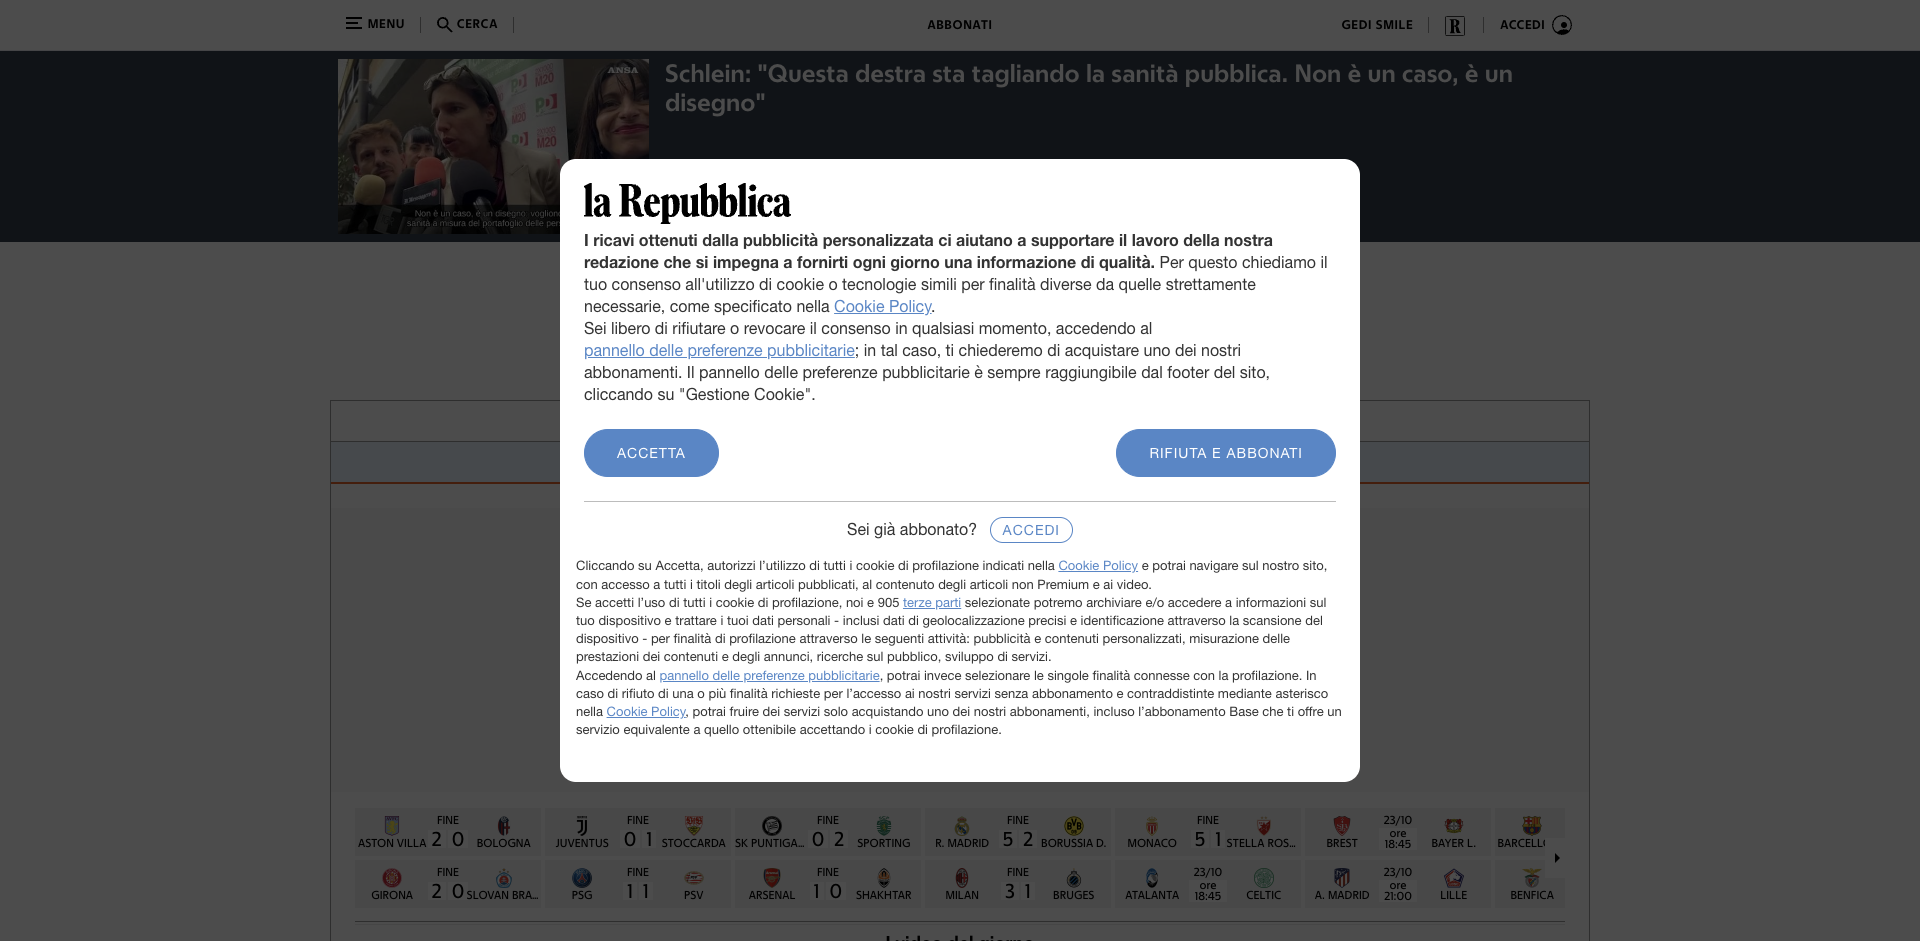 MENU
CERCA
ABBONATI
GEDI SMILE
R
ACCEDI
ANSA
Schlein: "Questa destra sta tagliando la sanità pubblica. Non è un caso, è un
disegno"
Non è un caso, è un disegno, vogliono
sanità a misura del portafoglio delle
la Repubblica
I ricavi ottenuti dalla pubblicità personalizzata ci aiutano a supportare il lavoro della nostra
redazione che si impegna a fornirti ogni giorno una informazione di qualità. Per questo chiediamo il
tuo consenso all'utilizzo di cookie o tecnologie simili per finalità diverse da quelle strettamente
necessarie, come specificato nella Cookie Policy.
Sei libero di rifiutare o revocare il consenso in qualsiasi momento, accedendo al
pannello delle preferenze pubblicitarie; in tal caso, ti chiederemo di acquistare uno dei nostri
abbonamenti. Il pannello delle preferenze pubblicitarie è sempre raggiungibile dal footer del sito,
cliccando su "Gestione Cookie".
ACCETTA
RIFIUTA E ABBONATI
Sei già abbonato? ACCEDI
Cliccando su Accetta, autorizzi l’utilizzo di tutti i cookie di profilazione indicati nella Cookie Policy e potrai navigare sul nostro sito,
con accesso a tutti i titoli degli articoli pubblicati, al contenuto degli articoli non Premium e ai video.
Se accetti l’uso di tutti i cookie di profilazione, noi e 905 terze parti selezionate potremo archiviare e/o accedere a informazioni sul
tuo dispositivo e trattare i tuoi dati personali - inclusi dati di geolocalizzazione precisi e identificazione attraverso la scansione del
dispositivo - per finalità di profilazione attraverso le seguenti attività: pubblicità e contenuti personalizzati, misurazione delle
prestazioni dei contenuti e degli annunci, ricerche sul pubblico, sviluppo di servizi.
Accedendo al pannello delle preferenze pubblicitarie, potrai invece selezionare le singole finalità connesse con la profilazione. In
caso di rifiuto di una o più finalità richieste per l’accesso ai nostri servizi senza abbonamento e contraddistinte mediante asterisco
nella Cookie Policy, potrai fruire dei servizi solo acquistando uno dei nostri abbonamenti, incluso l’abbonamento Base che ti offre un
servizio equivalente a quello ottenibile accettando i cookie di profilazione.
ASTON VILLA FINE 2 0 BOLOGNA
JUVENTUS FINE 0 1 STOCCARDA
SK PUNTIGA... FINE 0 2 SPORTING
R. MADRID FINE 5 2 BORUSSIA D.
MONACO FINE 5 1 STELLA ROS...
BREST 23/10 ore 18:45 BAYER L.
BARCELL
GIRONA FINE 2 0 SLOVAN BRA...
PSG FINE 1 1 PSV
ARSENAL FINE 1 0 SHAKHTAR
MILAN FINE 3 1 BRUGES
ATALANTA 23/10 ore 18:45 CELTIC
A. MADRID 23/10 ore 21:00 LILLE
BENFICA